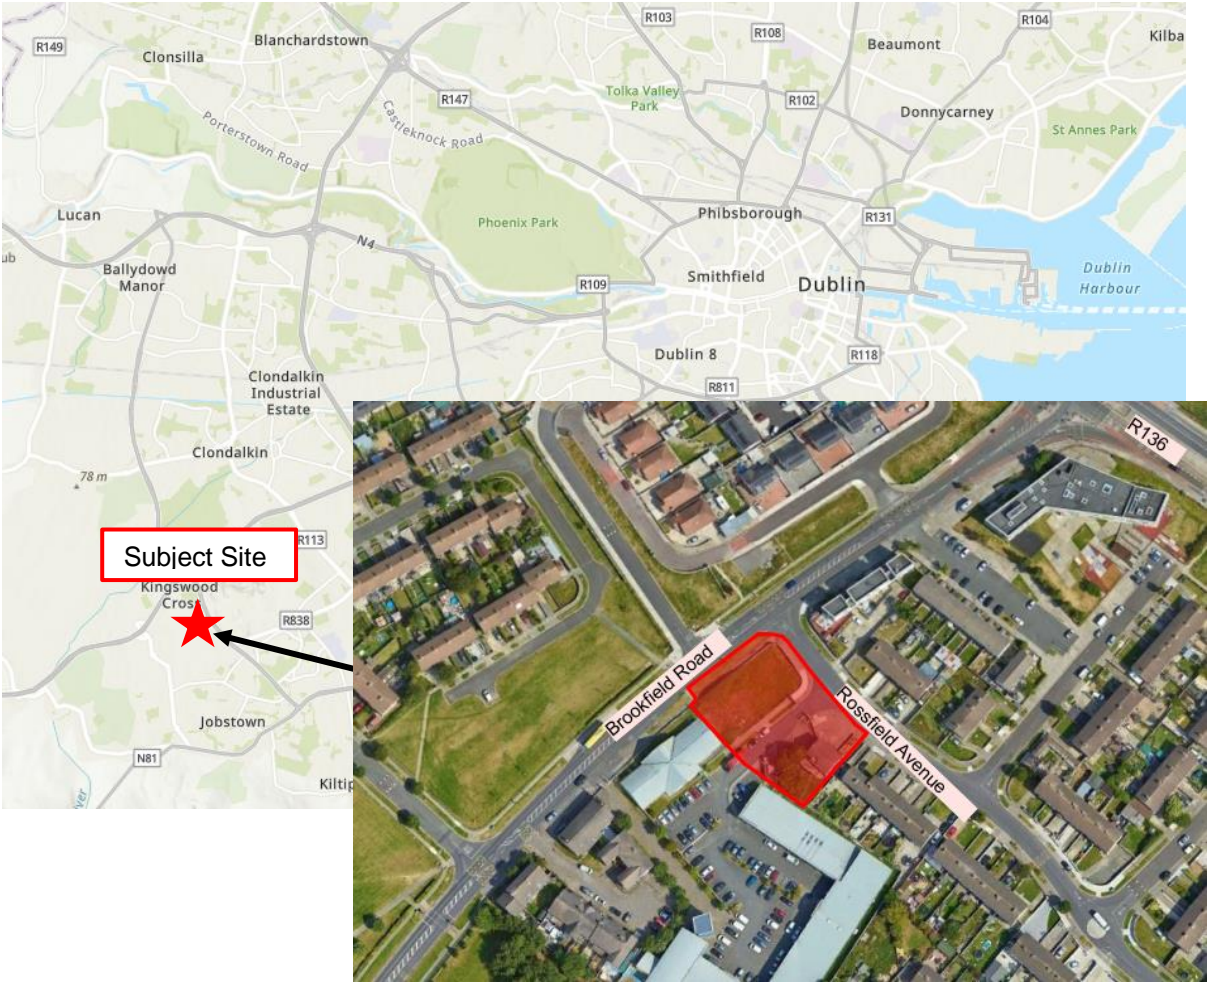 R149
Clonsilla
Blanchardstown
R103
R108
R104
Beaumont
Kilba
R147
Castleknock Road
Porterstown Road
Tolka Valley
Park
R102
Donnycarney
St Annes Park
Lucan
N4
Phoenix Park
Phibsborough
R131
ub
Ballydowd
Manor
R109
Smithfield
Dublin
Dublin
Harbour
Dublin 8
R118
R811
Clondalkin
Industrial
Estate
Clondalkin
78 m
R113
Subject Site
Kingswood
Cross
R838
Jobstown
N81
Kiltip
ver
R136
Brookfield Road
Rossfield Avenue